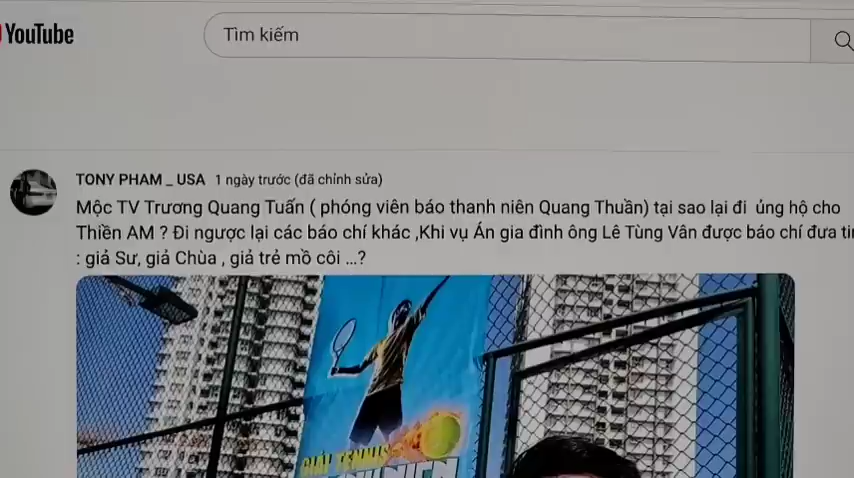 YouTube
Tìm kiếm
TONY PHAM _ USA 1 ngày trước (đã chỉnh sửa)
Mộc TV Trương Quang Tuấn ( phóng viên báo thanh niên Quang Thuần) tại sao lại đi ủng hộ cho
Thiền AM ? Đi ngược lại các báo chí khác ,Khi vụ Án gia đình ông Lê Tùng Vân được báo chí đưa tin
: giả Sư, giả Chùa , giả trẻ mồ côi ...?
GIẢI TENNIS